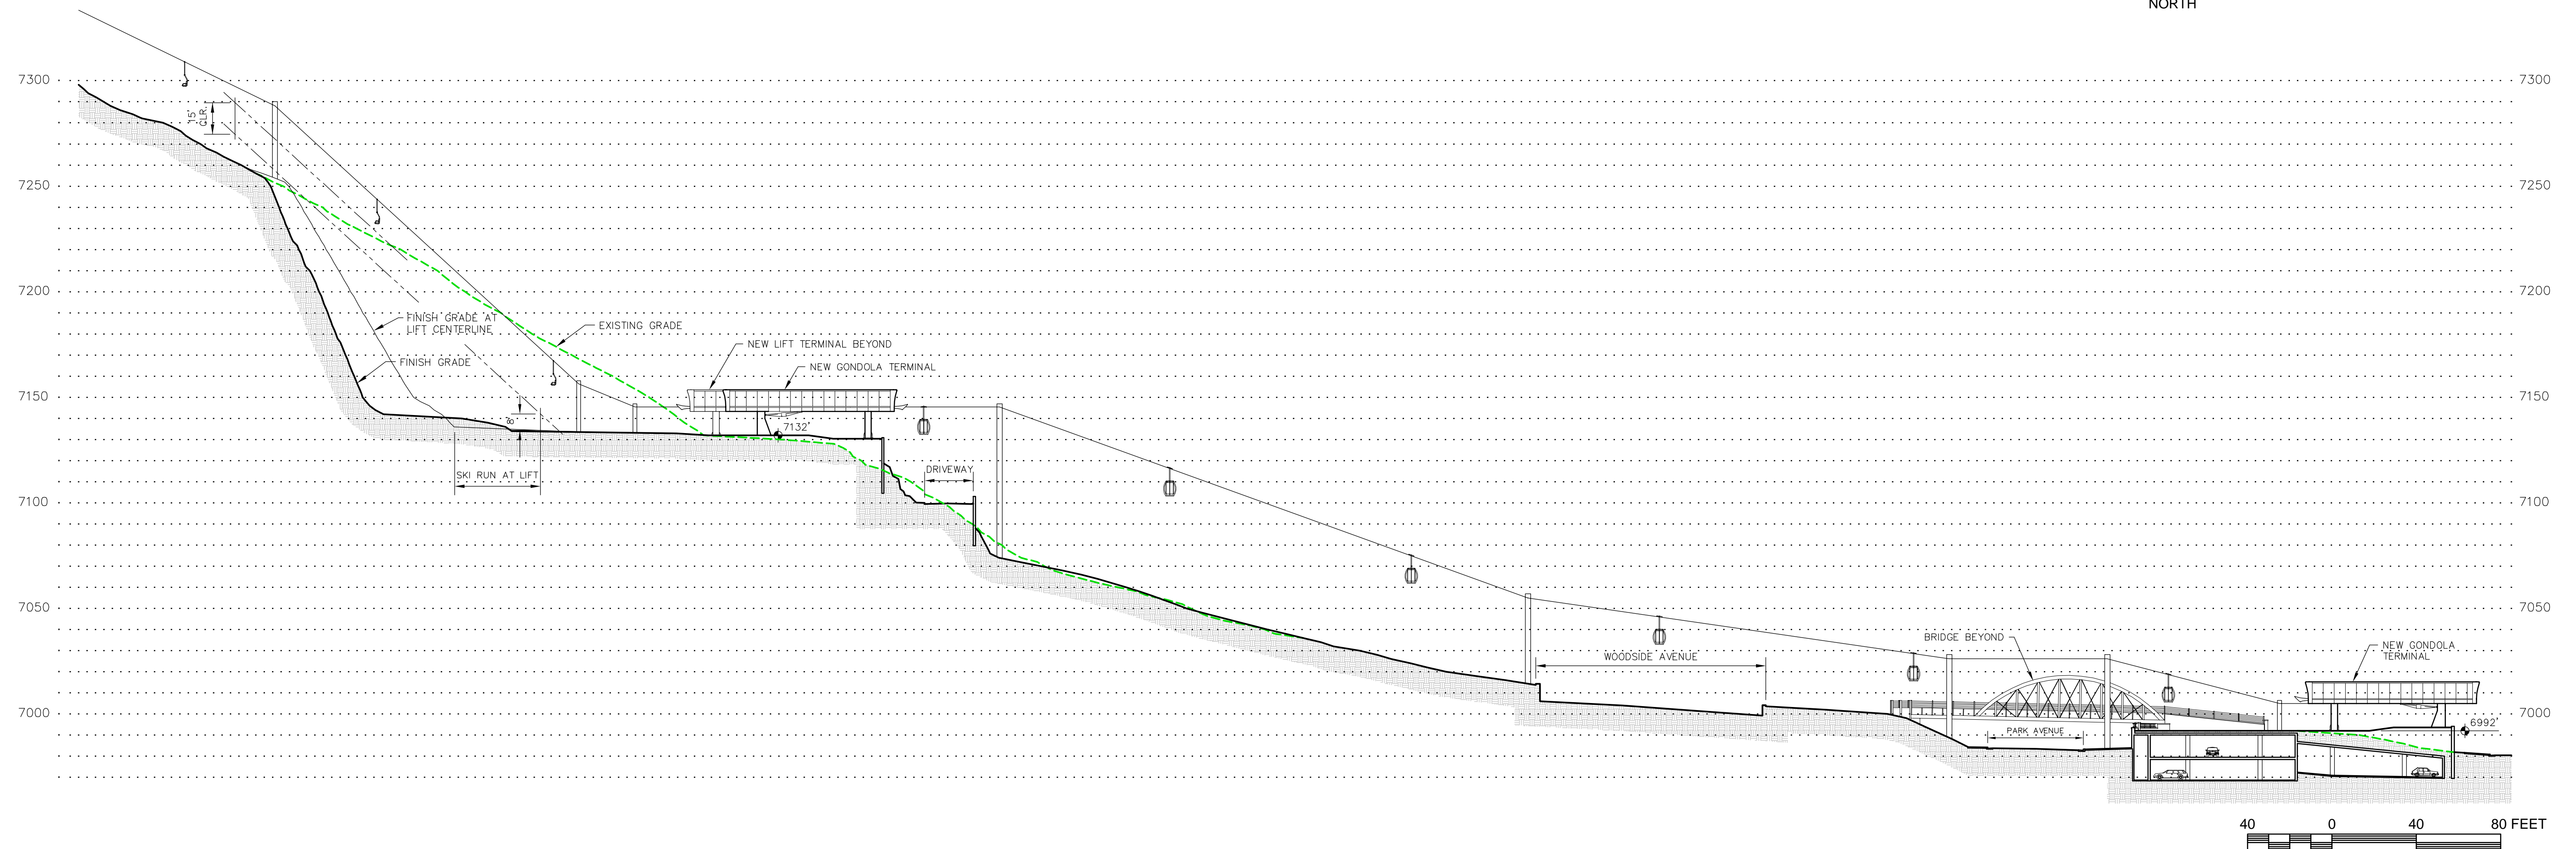 NORTH
7300
7300
15'
CLR.
7250
7250
7200
7200
FINISH GRADE AT
LIFT CENTERLINE
EXISTING GRADE
NEW LIFT TERMINAL BEYOND
FINISH GRADE
NEW GONDOLA TERMINAL
7150
7150
8'
7132'
SKI RUN AT LIFT
DRIVEWAY
7100
7100
7050
7050
BRIDGE BEYOND
WOODSIDE AVENUE
NEW GONDOLA
TERMINAL
7000
7000
PARK AVENUE
6992'
40 0 40 80 FEET